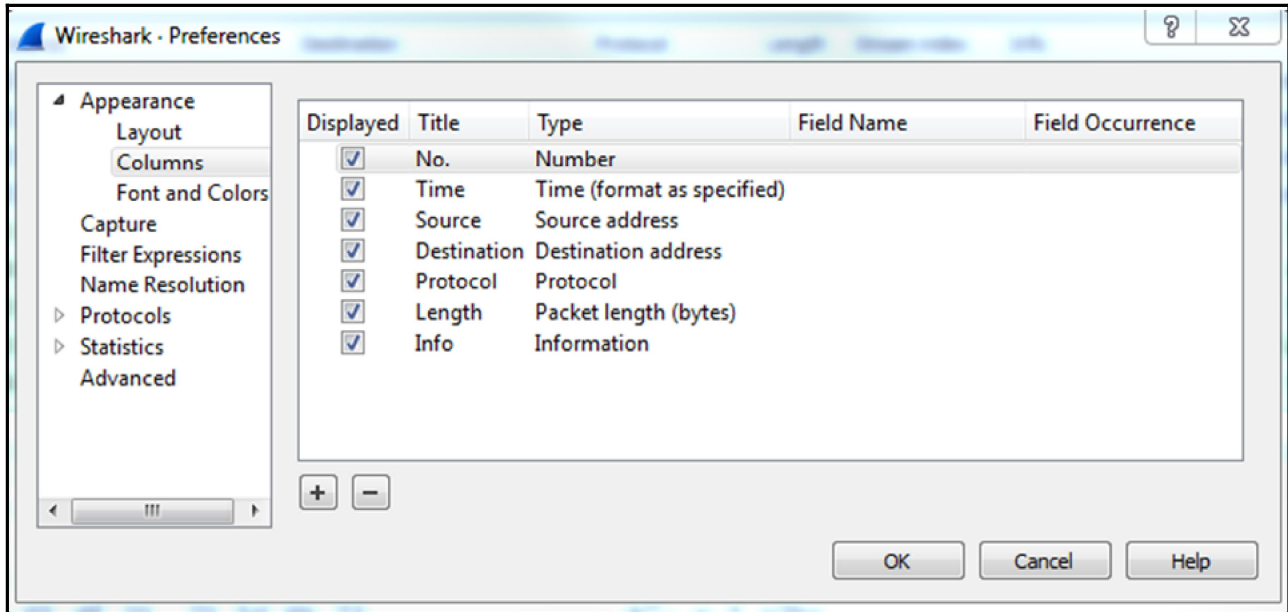 Wireshark · Preferences
Appearance
Layout
Columns
Font and Colors
Capture
Filter Expressions
Name Resolution
Protocols
Statistics
Advanced
Displayed Title Type Field Name Field Occurrence
No. Number
Time Time (format as specified)
Source Source address
Destination Destination address
Protocol Protocol
Length Packet length (bytes)
Info Information
OK Cancel Help